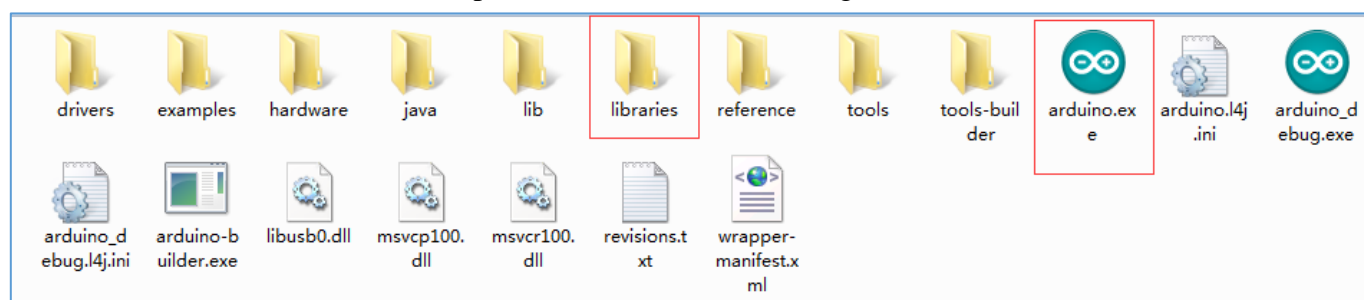 drivers examples hardware java lib libraries reference tools tools-buil arduino.ex arduino.l4j arduino_d
der e .ini ebug.exe
arduino_d arduino-b libusb0.dll msvcp100. msvcr100. revisions.t wrapper-
ebug.l4j.ini uilder.exe dll dll xt manifest.x
ml